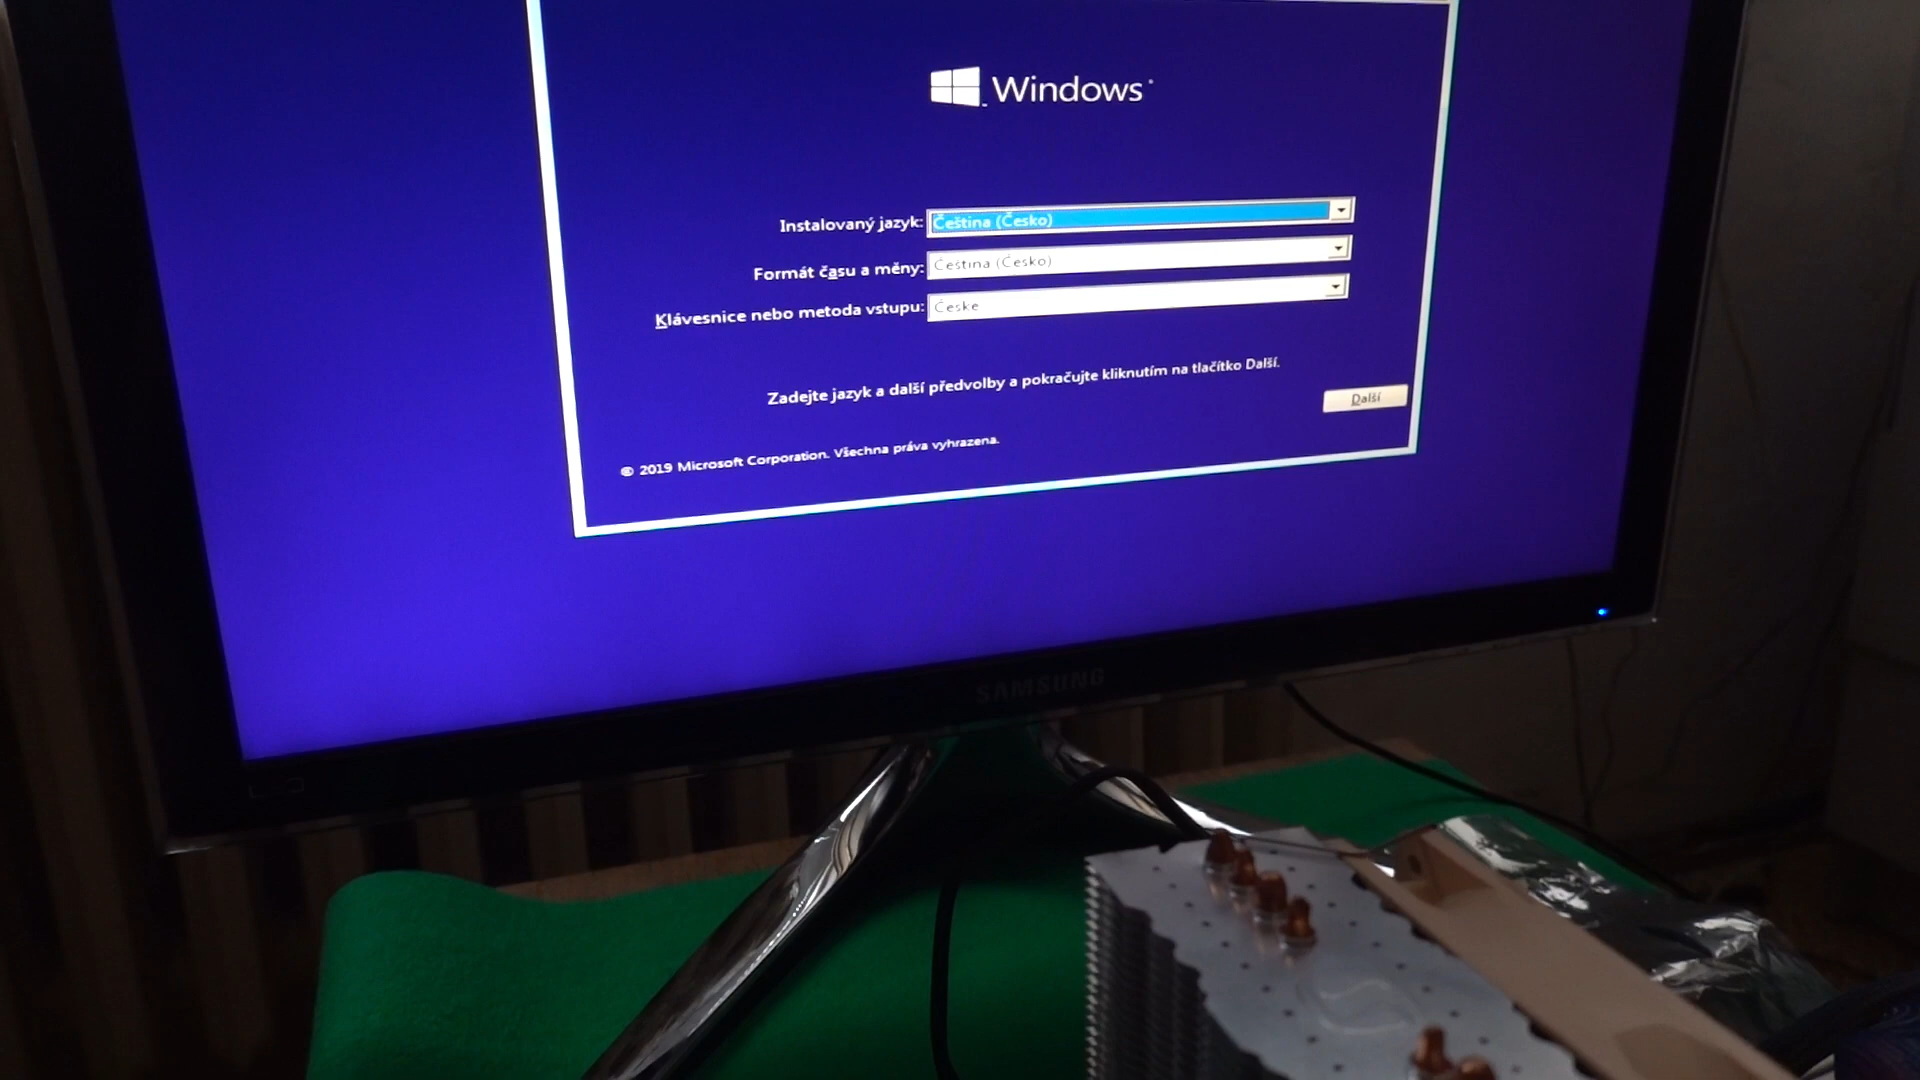 Windows
Instalovaný jazyk: Čeština (Česko)
Formát času a měny: Čeština (Česko)
Klávesnice nebo metoda vstupu: České
Zadejte jazyk a další předvolby a pokračujte kliknutím na tlačítko Další.
Další
© 2019 Microsoft Corporation. Všechna práva vyhrazena.
SAMSUNG